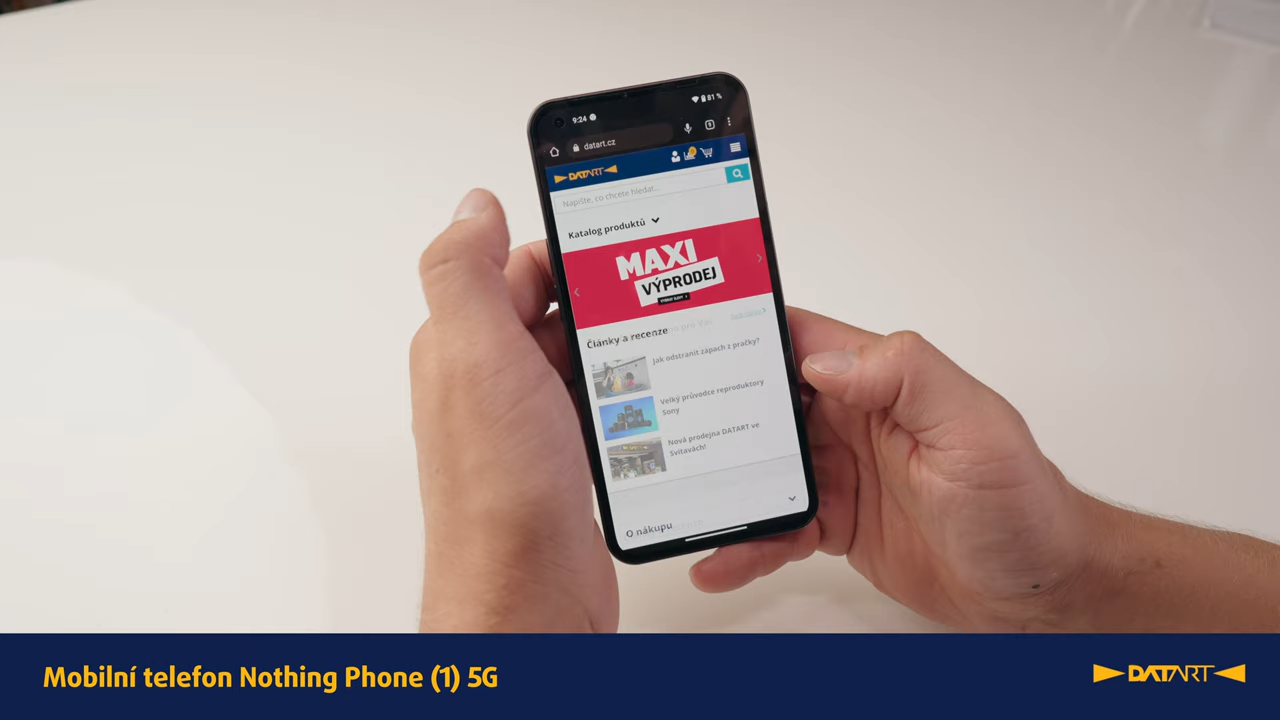 9:24
81 %
datart.cz
9
DATART
Napište, co chcete hledat...
Katalog produktů
MAXI
VÝPRODEJ
Články a recenze
Jak odstranit zápach z pračky?
Velký průvodce reproduktory
Sony
Nová prodejna DATART ve
Svitavách!
O nákupu
Mobilní telefon Nothing Phone (1) 5G
DATART